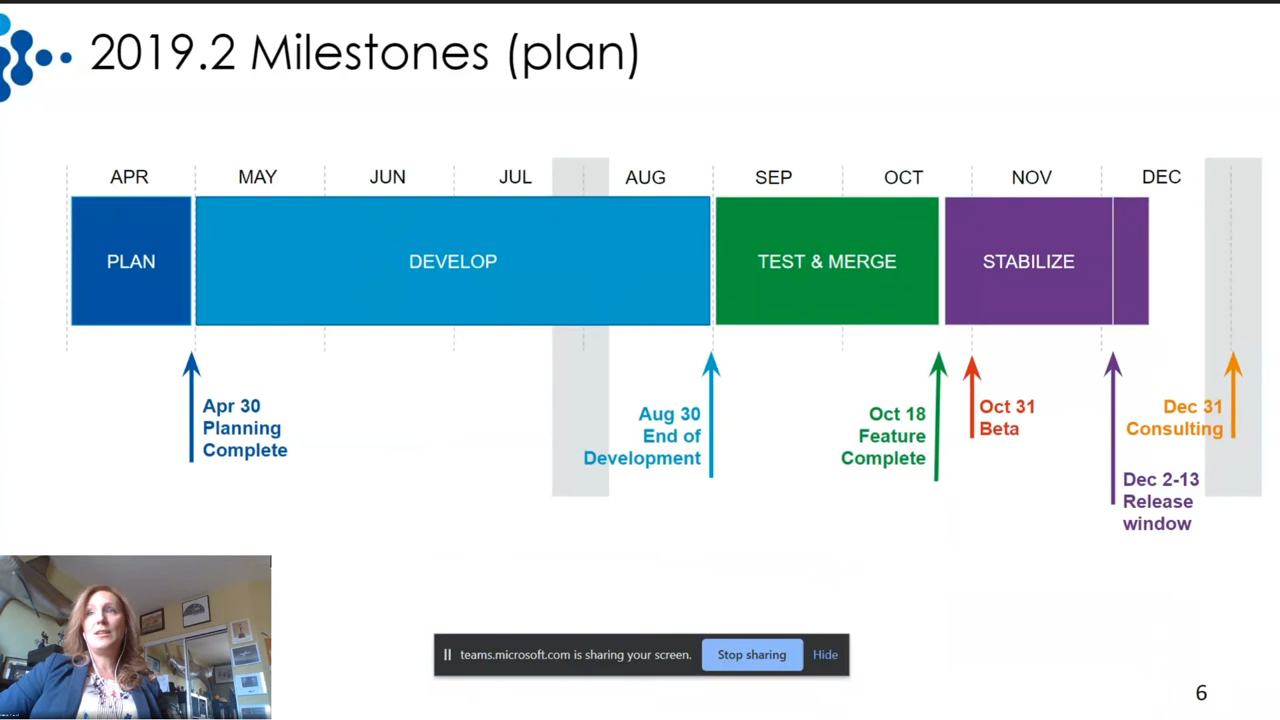 2019.2 Milestones (plan)
APR MAY JUN JUL AUG SEP OCT NOV DEC
PLAN DEVELOP TEST & MERGE STABILIZE
Apr 30
Planning
Complete
Aug 30
End of
Development
Oct 18
Feature
Complete
Oct 31
Beta
Dec 31
Consulting
Dec 2-13
Release
window
teams.microsoft.com is sharing your screen. Stop sharing Hide
6